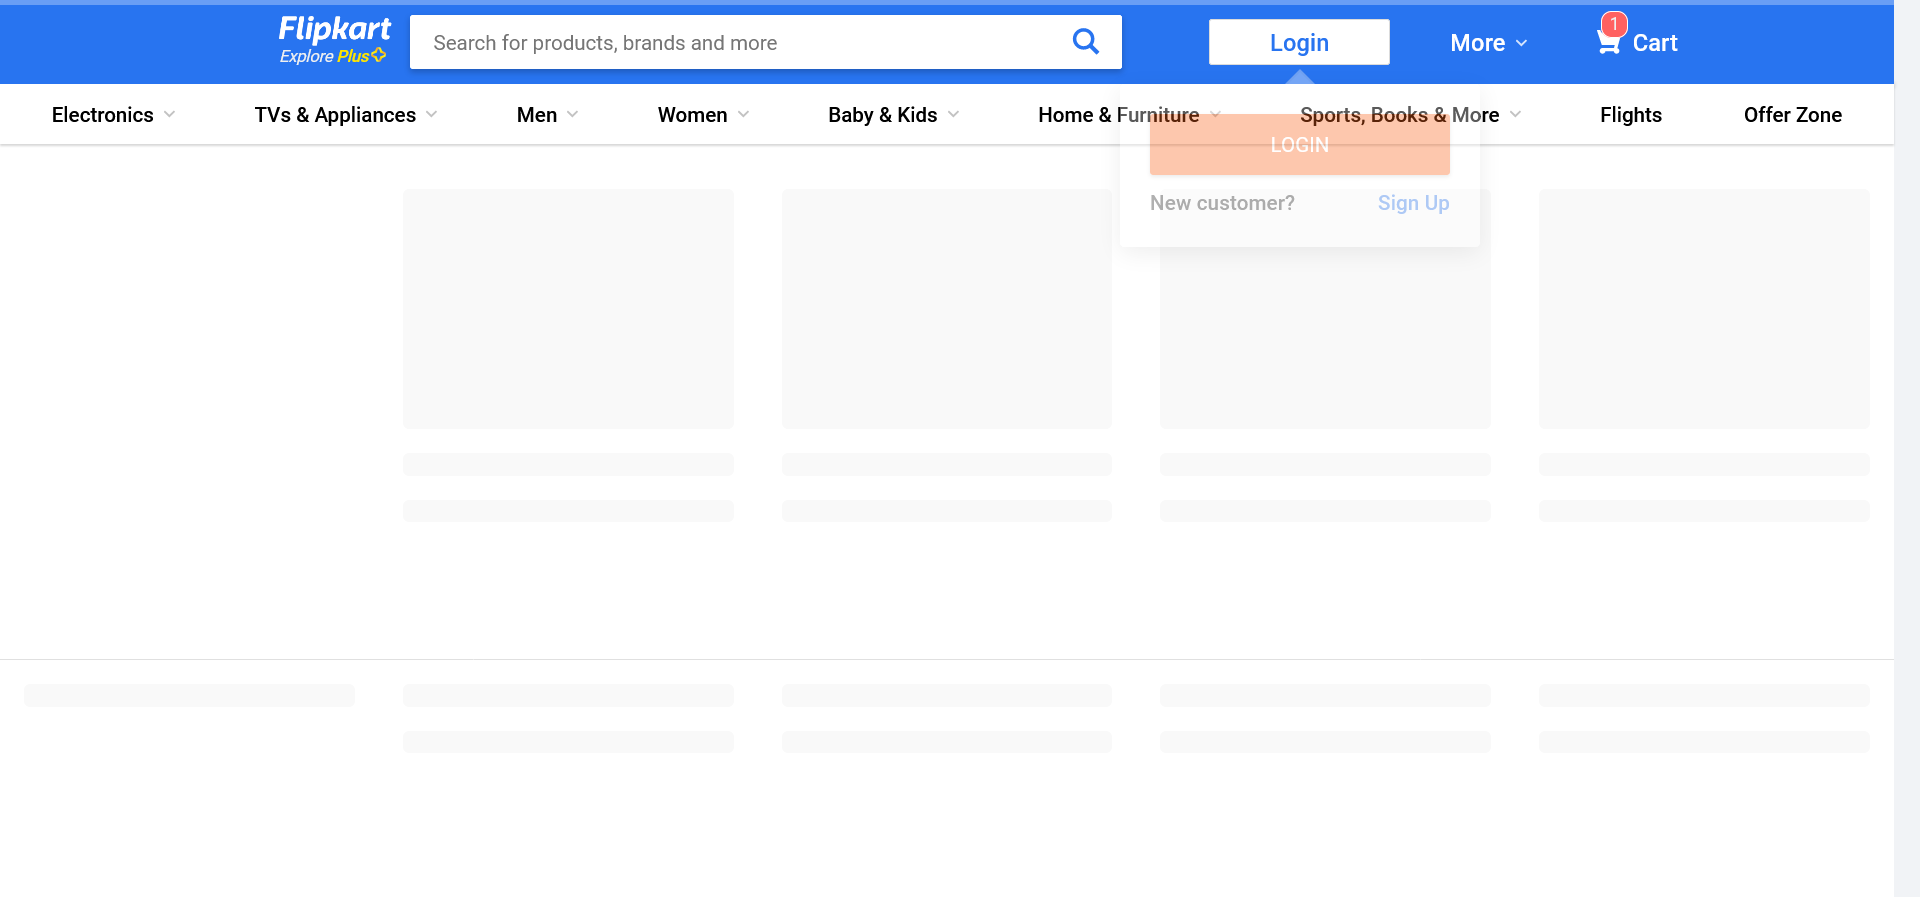 Flipkart
Explore Plus
Search for products, brands and more
Login
More
1
Cart
Electronics
TVs & Appliances
Men
Women
Baby & Kids
Home & Furniture
Sports, Books & More
Flights
Offer Zone
LOGIN
New customer?
Sign Up